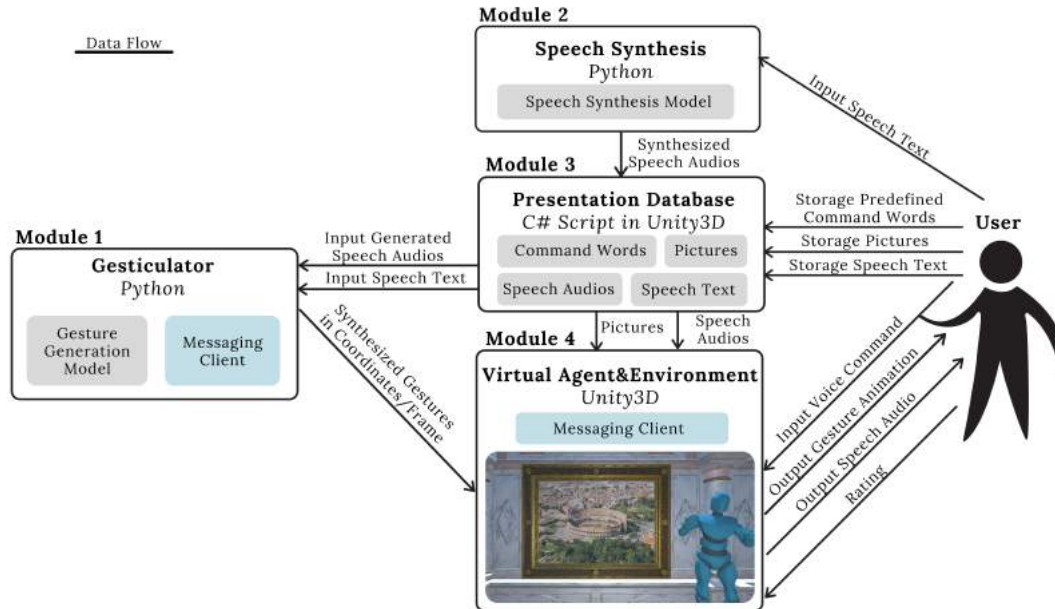 Data Flow
Module 2
Speech Synthesis
Python
Speech Synthesis Model
Input Speech Text
Synthesized
Speech Audios
Module 3
Presentation Database
C# Script in Unity3D
Command Words
Pictures
Speech Audios
Speech Text
Storage Predefined
Command Words
Storage Pictures
Storage Speech Text
User
Module 1
Gesticulator
Python
Gesture
Generation
Model
Messaging
Client
Input Generated
Speech Audios
Input Speech Text
Synthesized Gestures
in Coordinates/Frame
Pictures
Speech
Audios
Module 4
Virtual Agent&Environment
Unity3D
Messaging Client
Input Voice Command
Output Gesture Animation
Output Speech Audio
Rating